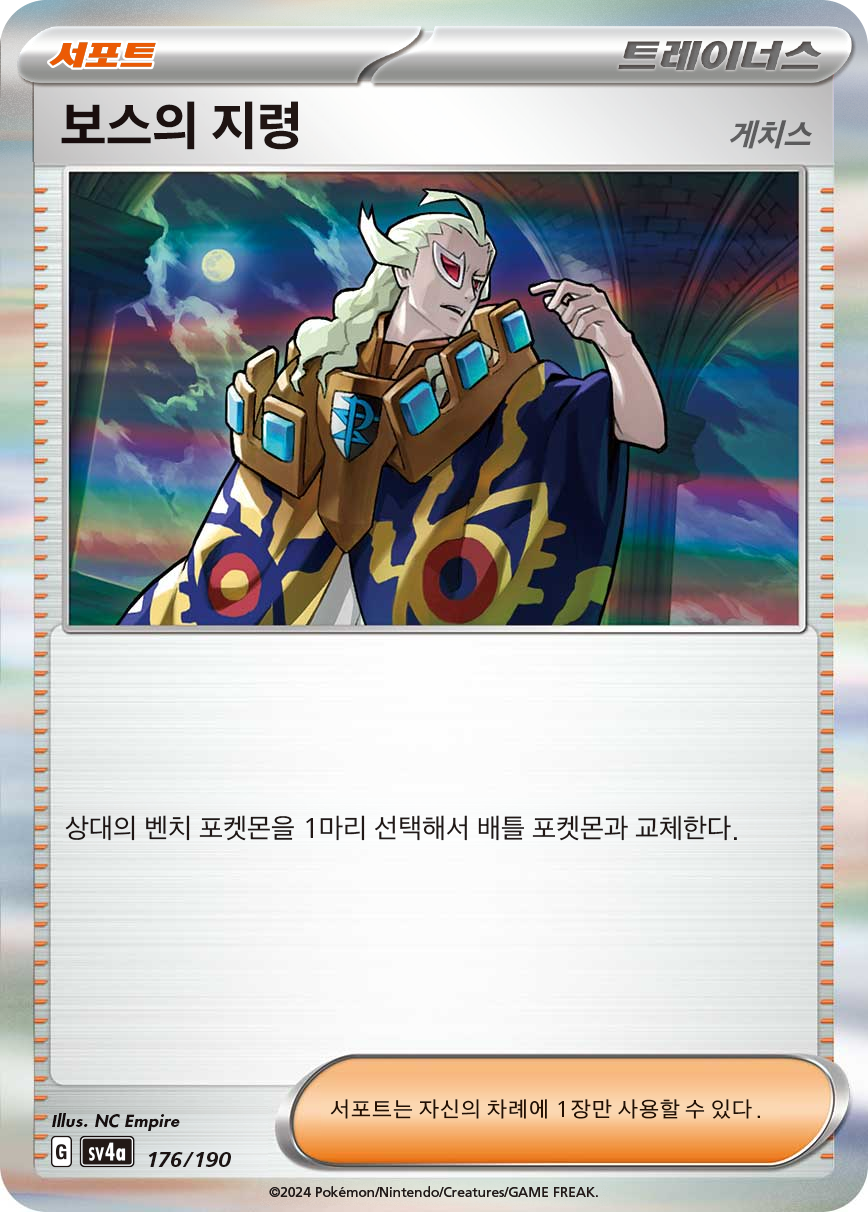 서포트
트레이너스
보스의 지령
게치스
상대의 벤치 포켓몬을 1마리 선택해서 배틀 포켓몬과 교체한다.
서포트는 자신의 차례에 1장만 사용할 수 있다.
Illus. NC Empire
G sv4a 176/190
©2024 Pokémon/Nintendo/Creatures/GAME FREAK.